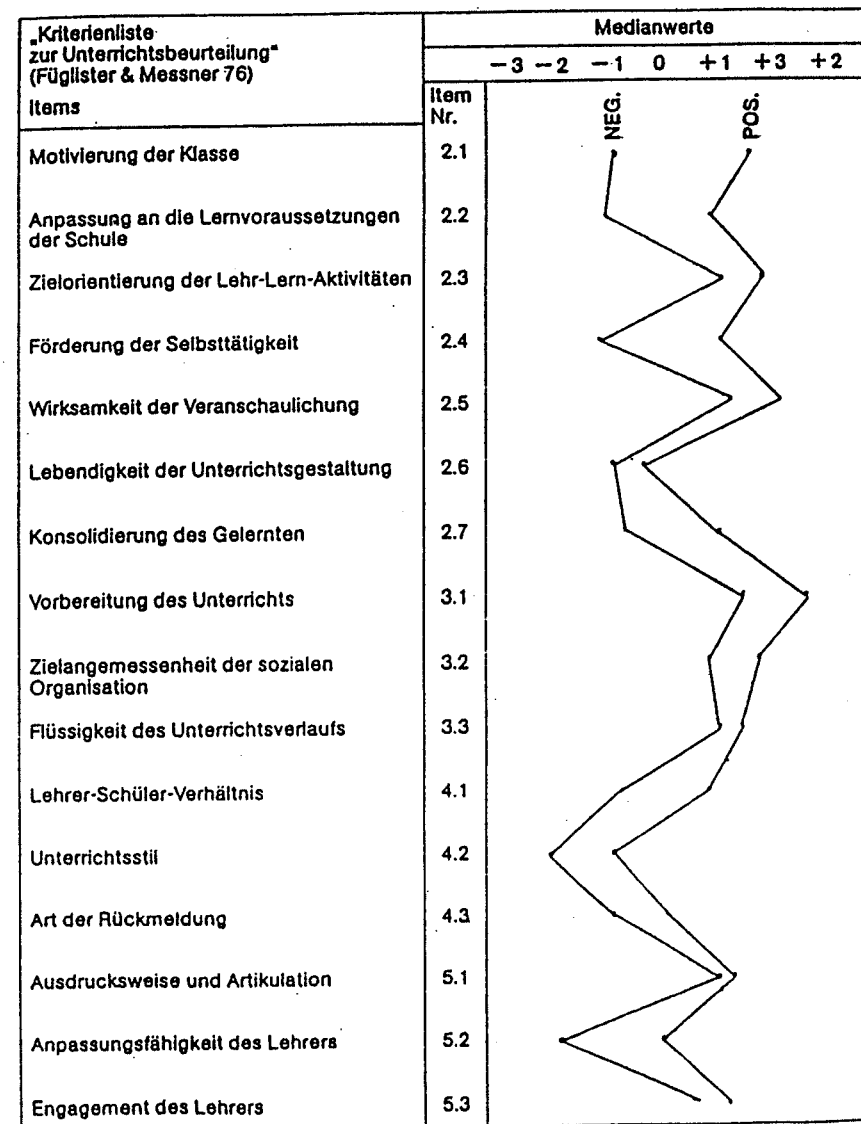 „Kriterienliste
zur Unterrichtsbeurteilung“
(Füglister & Messner 76)
Items
Medianwerte
−3 −2 −1 0 +1 +3 +2
Item
Nr.
NEG.
POS.
Motivierung der Klasse 2.1
Anpassung an die Lernvoraussetzungen 2.2
der Schule
Zielorientierung der Lehr-Lern-Aktivitäten 2.3
Förderung der Selbsttätigkeit 2.4
Wirksamkeit der Veranschaulichung 2.5
Lebendigkeit der Unterrichtsgestaltung 2.6
Konsolidierung des Gelernten 2.7
Vorbereitung des Unterrichts 3.1
Zielangemessenheit der sozialen 3.2
Organisation
Flüssigkeit des Unterrichtsverlaufs 3.3
Lehrer-Schüler-Verhältnis 4.1
Unterrichtsstil 4.2
Art der Rückmeldung 4.3
Ausdrucksweise und Artikulation 5.1
Anpassungsfähigkeit des Lehrers 5.2
Engagement des Lehrers 5.3